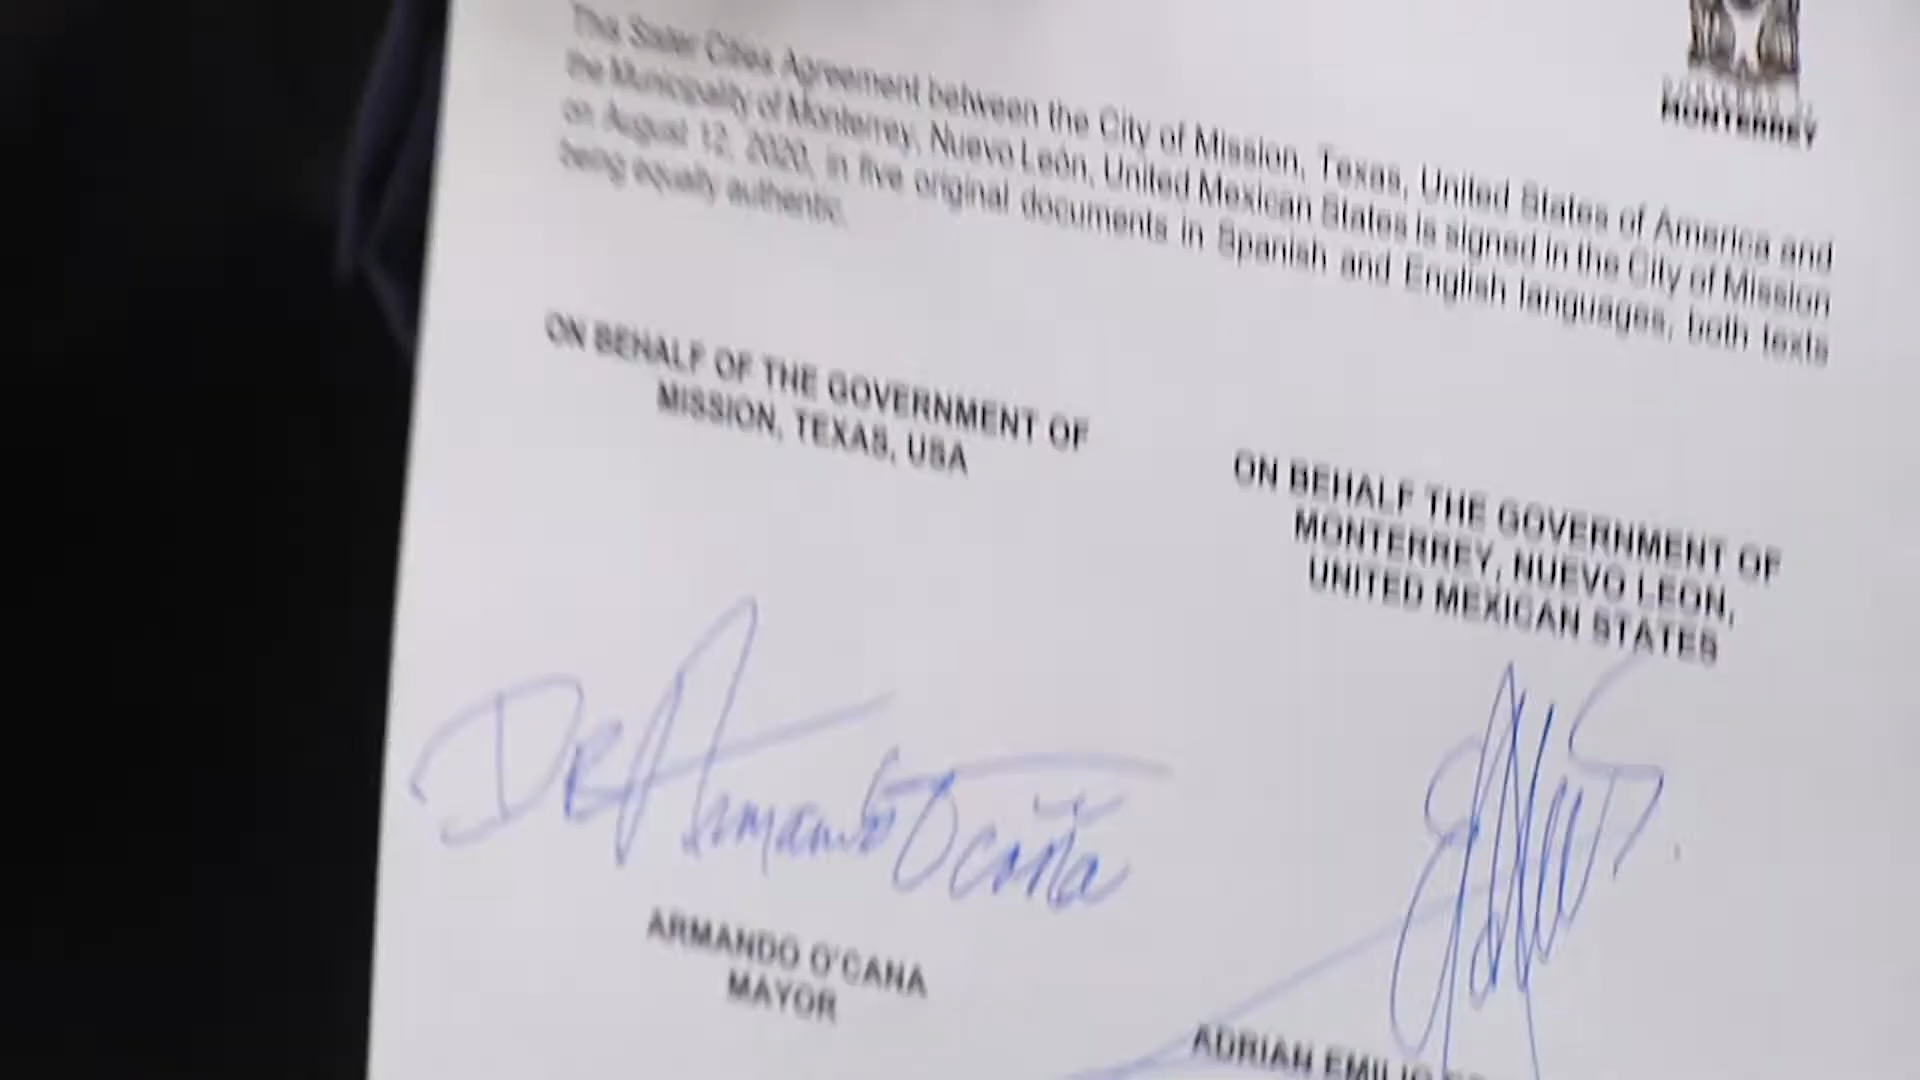 MONTERREY
This Sister Cities Agreement between the City of Mission, Texas, United States of America and
the Municipality of Monterrey, Nuevo León, United Mexican States is signed in the City of Mission
on August 12, 2020, in five original documents in Spanish and English languages, both texts
being equally authentic.
ON BEHALF OF THE GOVERNMENT OF
MISSION, TEXAS, USA
ON BEHALF THE GOVERNMENT OF
MONTERREY, NUEVO LEON,
UNITED MEXICAN STATES
DR Armando Ocaña
ARMANDO O'CANA
MAYOR
ADRIAN EMILIO